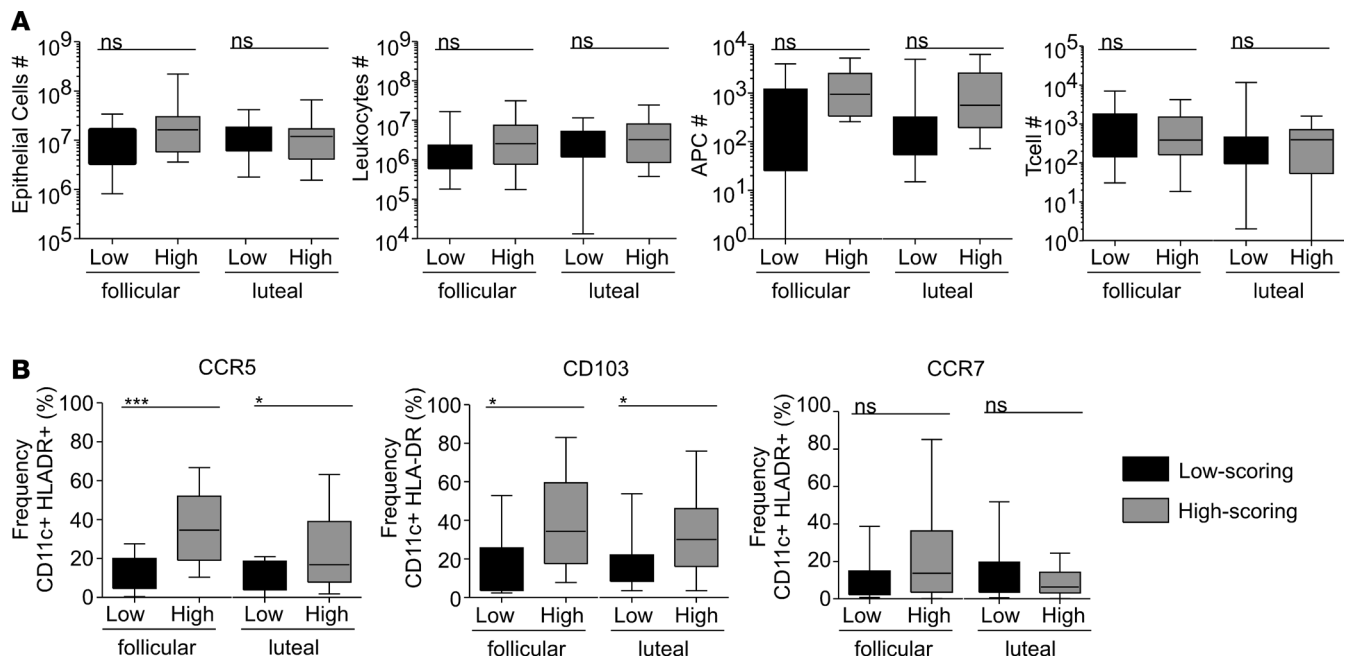 A
Epithelial Cells #
10^9
10^8
10^7
10^6
10^5
ns
ns
Low High Low High
follicular luteal
Leukocytes #
10^9
10^8
10^7
10^6
10^5
10^4
ns
ns
Low High Low High
follicular luteal
APC #
10^4
10^3
10^2
10^1
10^0
ns
ns
Low High Low High
follicular luteal
Tcell #
10^5
10^4
10^3
10^2
10^1
10^0
ns
ns
Low High Low High
follicular luteal
B
CCR5
Frequency
CD11c+ HLADR+ (%)
100
80
60
40
20
0
***
*
Low High Low High
follicular luteal
CD103
Frequency
CD11c+ HLA-DR (%)
100
80
60
40
20
0
*
*
Low High Low High
follicular luteal
CCR7
Frequency
CD11c+ HLADR+ (%)
100
80
60
40
20
0
ns
ns
Low High Low High
follicular luteal
Low-scoring
High-scoring